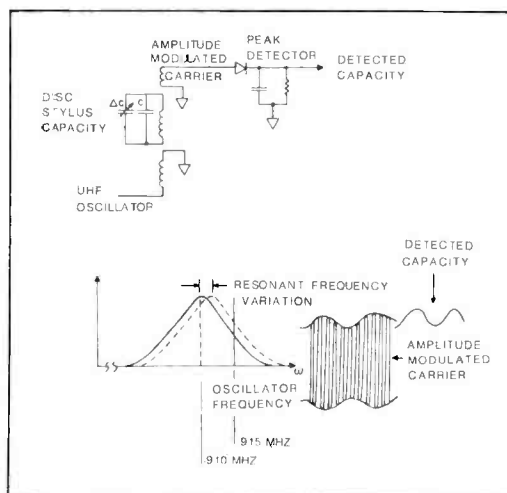 AMPLITUDE
MODULATED
CARRIER
PEAK
DETECTOR
DETECTED
CAPACITY
DISC
STYLUS
CAPACITY
ΔC
C
UHF
OSCILLATOR
DETECTED
CAPACITY
RESONANT FREQUENCY
VARIATION
ω
AMPLITUDE
MODULATED
CARRIER
OSCILLATOR
FREQUENCY
915 MHZ
910 MHZ